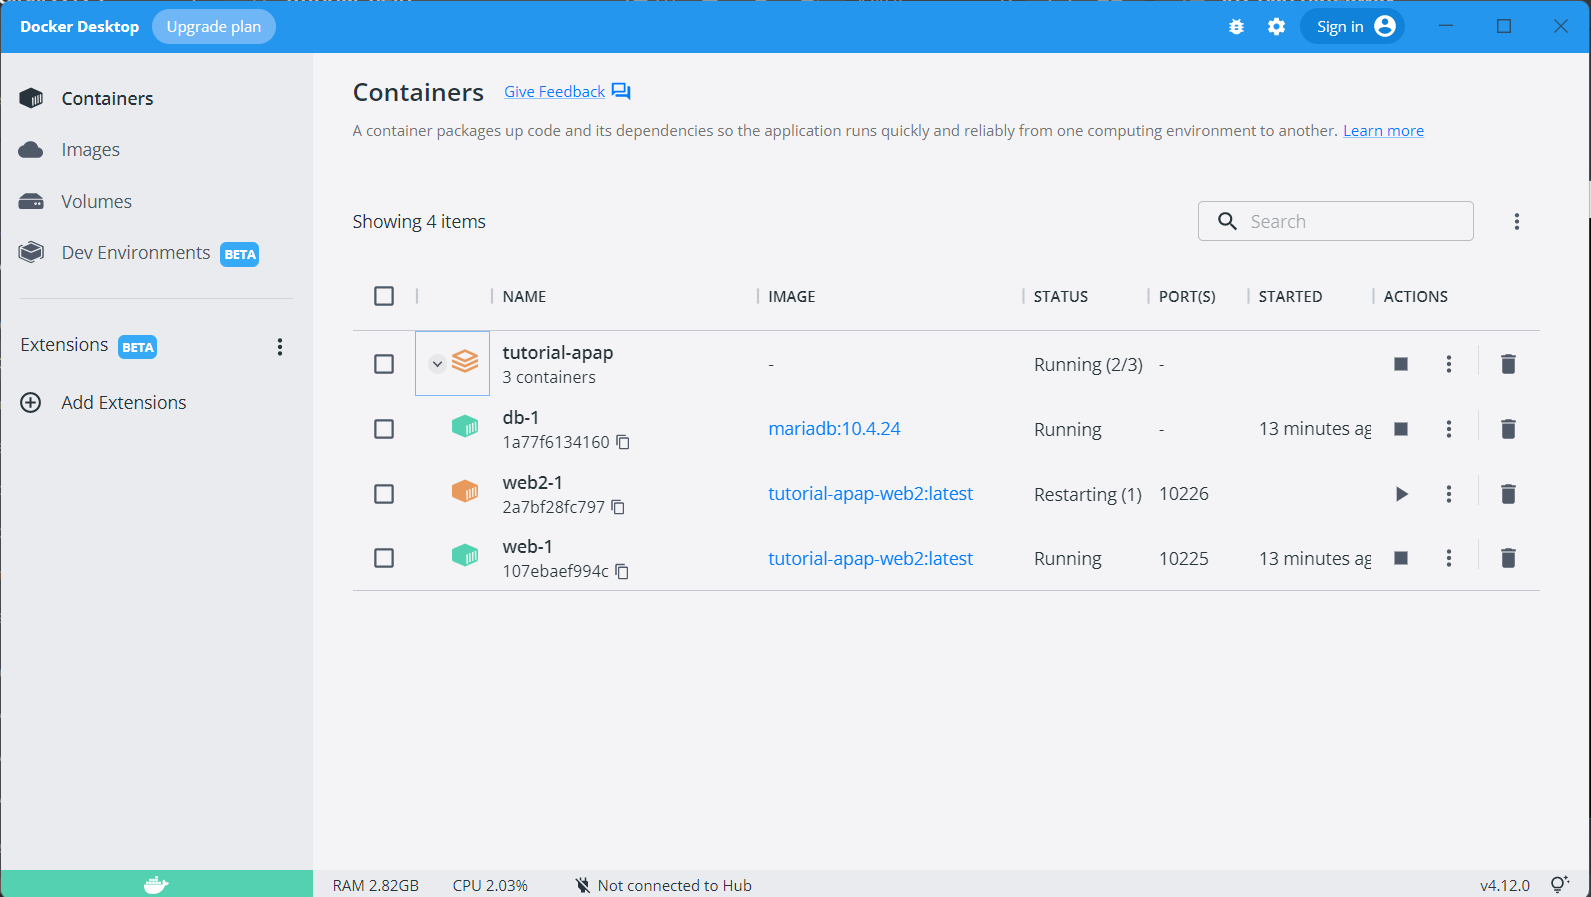 Docker Desktop Upgrade plan Sign in
Containers
Images
Volumes
Dev Environments BETA
Extensions BETA
Add Extensions
Containers Give Feedback
A container packages up code and its dependencies so the application runs quickly and reliably from one computing environment to another. Learn more
Showing 4 items Search
NAME IMAGE STATUS PORT(S) STARTED ACTIONS
tutorial-apap
3 containers
- Running (2/3) -
db-1
1a77f6134160
mariadb:10.4.24 Running - 13 minutes ag
web2-1
2a7bf28fc797
tutorial-apap-web2:latest Restarting (1) 10226
web-1
107ebaef994c
tutorial-apap-web2:latest Running 10225 13 minutes ag
RAM 2.82GB CPU 2.03% Not connected to Hub v4.12.0